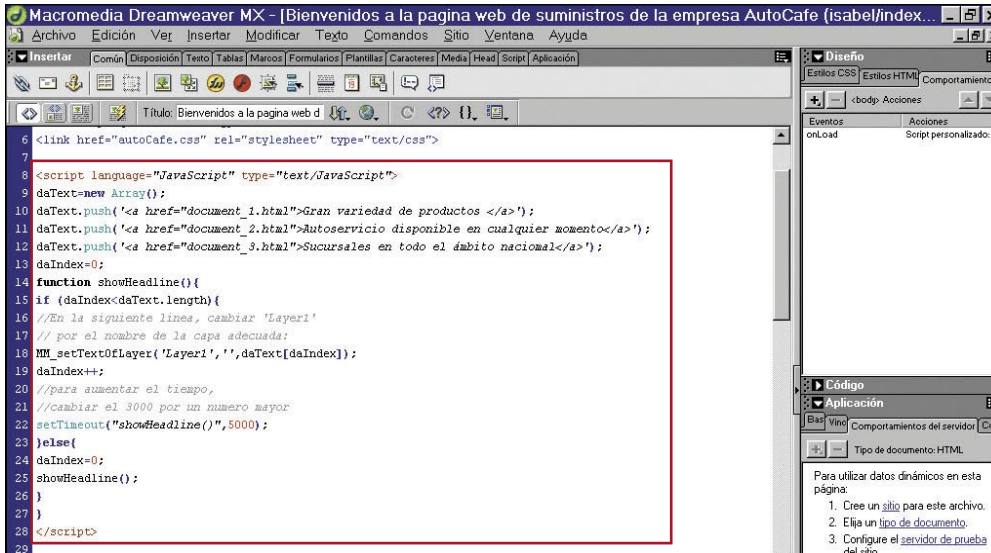 Macromedia Dreamweaver MX - [Bienvenidos a la pagina web de suministros de la empresa AutoCafe (isabel/index...
Archivo Edición Ver Insertar Modificar Texto Comandos Sitio Ventana Ayuda
Insertar Común Disposición Texto Tablas Marcos Formularios Plantillas Caracteres Media Head Script Aplicación
Título: Bienvenidos a la pagina web d
6 <link href="autoCafe.css" rel="stylesheet" type="text/css">
7
8 <script language="JavaScript" type="text/JavaScript">
9 daText=new Array();
10 daText.push('<a href="document_1.html">Gran variedad de productos </a>');
11 daText.push('<a href="document_2.html">Autoservicio disponible en cualquier momento</a>');
12 daText.push('<a href="document_3.html">Sucursales en todo el ámbito nacional</a>');
13 daIndex=0;
14 function showHeadline(){
15 if (daIndex<daText.length){
16 //En la siguiente linea, cambiar 'Layer1'
17 // por el nombre de la capa adecuada:
18 MM_setTextOfLayer('Layer1','',daText[daIndex]);
19 daIndex++;
20 //para aumentar el tiempo,
21 //cambiar el 3000 por un numero mayor
22 setTimeout("showHeadline()",5000);
23 }else{
24 daIndex=0;
25 showHeadline();
26 }
27 }
28 </script>
29
Diseño
Estilos CSS Estilos HTML Comportamiento
<body> Acciones
Eventos Acciones
onLoad Script personalizado:
Código
Aplicación
Bas Vinc Comportamientos del servidor Co
Tipo de documento: HTML
Para utilizar datos dinámicos en esta
página:
1. Cree un sitio para este archivo.
2. Elija un tipo de documento.
3. Configure el servidor de prueba
del sitio